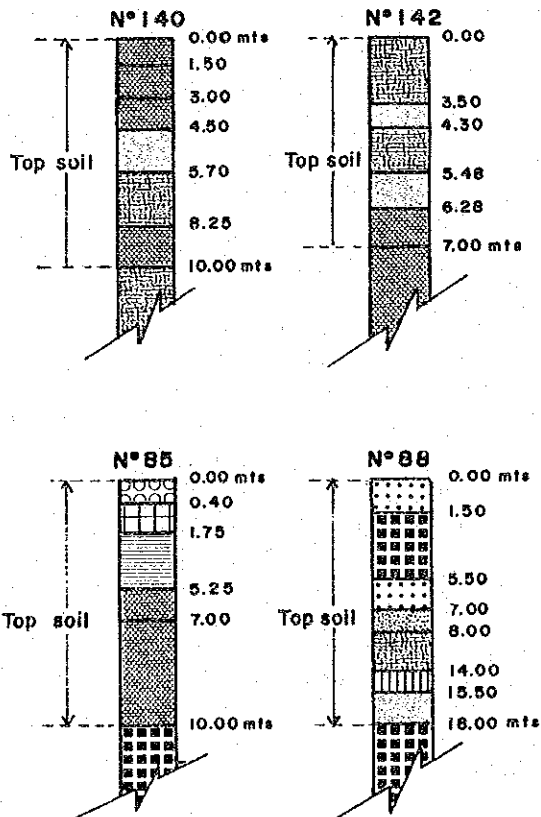 N° 140
0.00 mts
1.50
3.00
4.50
Top soil
5.70
8.25
10.00 mts
N° 142
0.00
3.50
4.30
Top soil
5.48
6.28
7.00 mts
N° 85
0.00 mts
0.40
1.75
5.25
Top soil
7.00
10.00 mts
N° 88
0.00 mts
1.50
5.50
7.00
Top soil
8.00
14.00
15.50
18.00 mts